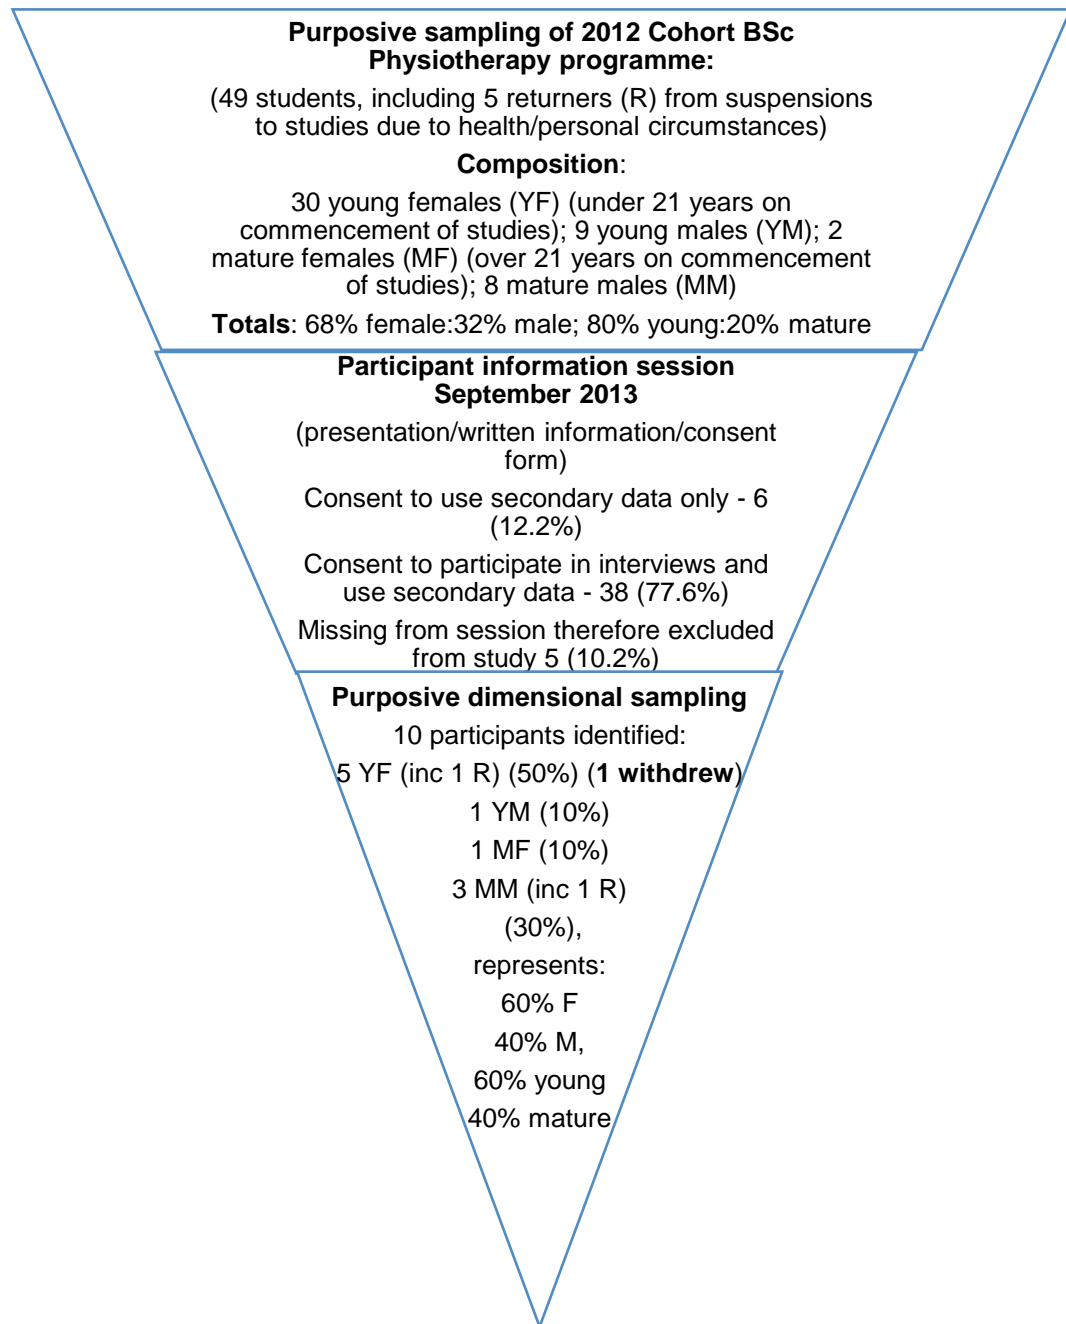 Purposive sampling of 2012 Cohort BSc
Physiotherapy programme:
(49 students, including 5 returners (R) from suspensions
to studies due to health/personal circumstances)
Composition:
30 young females (YF) (under 21 years on
commencement of studies); 9 young males (YM); 2
mature females (MF) (over 21 years on commencement
of studies); 8 mature males (MM)
Totals: 68% female:32% male; 80% young:20% mature
Participant information session
September 2013
(presentation/written information/consent
form)
Consent to use secondary data only - 6
(12.2%)
Consent to participate in interviews and
use secondary data - 38 (77.6%)
Missing from session therefore excluded
from study 5 (10.2%)
Purposive dimensional sampling
10 participants identified:
5 YF (inc 1 R) (50%) (1 withdrew)
1 YM (10%)
1 MF (10%)
3 MM (inc 1 R)
(30%),
represents:
60% F
40% M,
60% young
40% mature